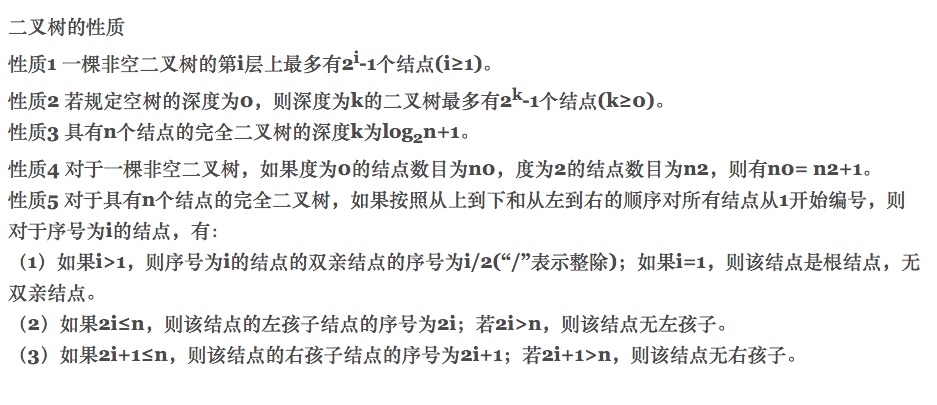 二叉树的性质
性质1 一棵非空二叉树的第i层上最多有2^i-1个结点(i≥1)。
性质2 若规定空树的深度为0，则深度为k的二叉树最多有2^k-1个结点(k≥0)。
性质3 具有n个结点的完全二叉树的深度k为log₂n+1。
性质4 对于一棵非空二叉树，如果度为0的结点数目为n0，度为2的结点数目为n2，则有n0= n2+1。
性质5 对于具有n个结点的完全二叉树，如果按照从上到下和从左到右的顺序对所有结点从1开始编号，则
对于序号为i的结点，有：
（1）如果i>1，则序号为i的结点的双亲结点的序号为i/2(“/”表示整除)；如果i=1，则该结点是根结点，无
双亲结点。
（2）如果2i≤n，则该结点的左孩子结点的序号为2i；若2i>n，则该结点无左孩子。
（3）如果2i+1≤n，则该结点的右孩子结点的序号为2i+1；若2i+1>n，则该结点无右孩子。